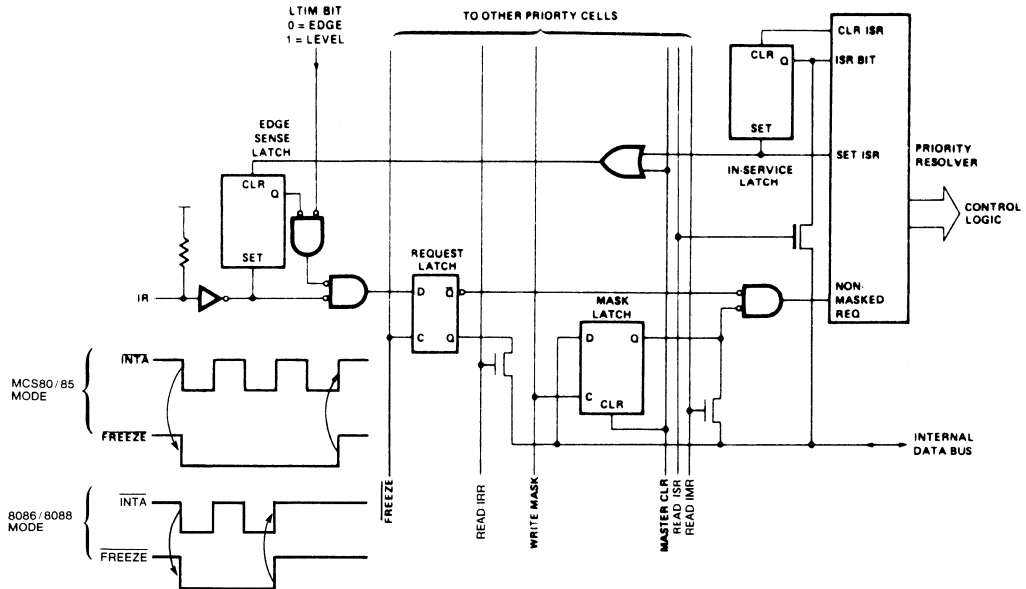 LTIM BIT
0 = EDGE
1 = LEVEL
TO OTHER PRIORTY CELLS
CLR ISR
CLR
Q
ISR BIT
SET
SET ISR
IN-SERVICE
LATCH
PRIORITY
RESOLVER
CONTROL
LOGIC
EDGE
SENSE
LATCH
CLR
Q
SET
IR
REQUEST
LATCH
D
Q̅
C
Q
MASK
LATCH
D
Q
C
CLR
NON-
MASKED
REQ
INTERNAL
DATA BUS
MCS80/85
MODE
INTA
FREEZE
8086/8088
MODE
INTA
FREEZE
FREEZE
READ IRR
WRITE MASK
MASTER CLR
READ ISR
READ IMR